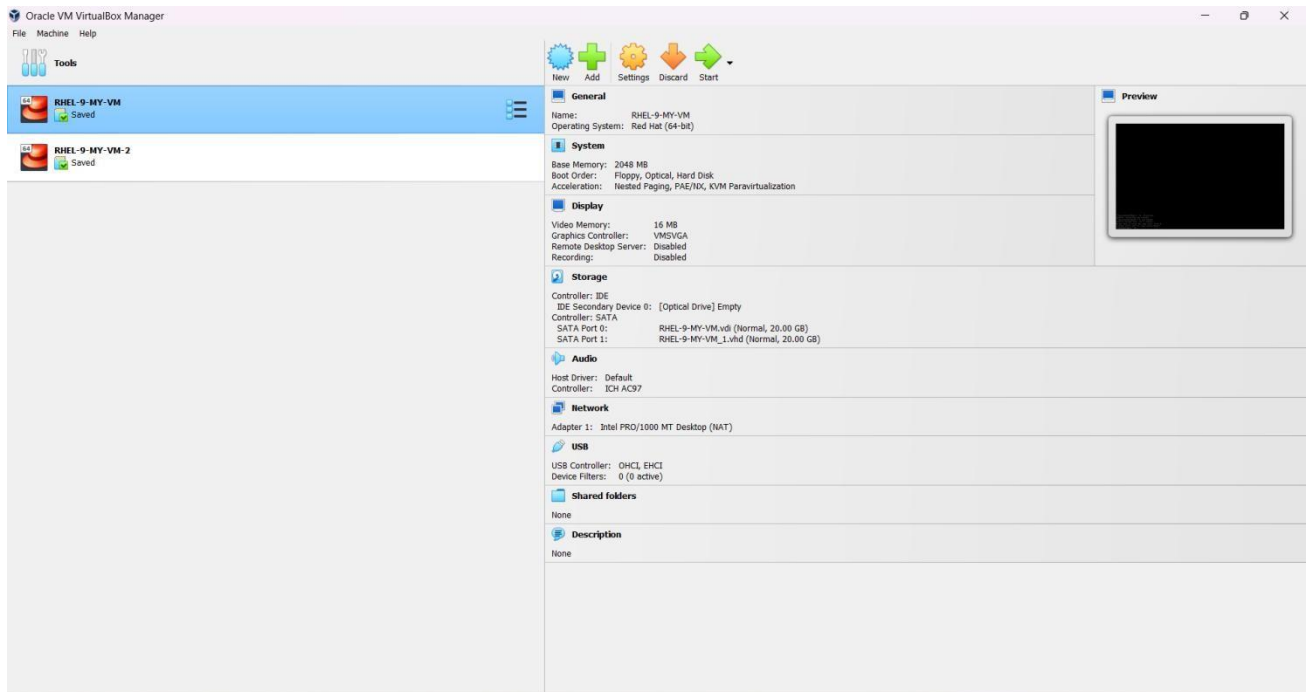 Oracle VM VirtualBox Manager
File Machine Help
Tools
64
RHEL-9-MY-VM
Saved
64
RHEL-9-MY-VM-2
Saved
New Add Settings Discard Start
General
Name: RHEL-9-MY-VM
Operating System: Red Hat (64-bit)
System
Base Memory: 2048 MB
Boot Order: Floppy, Optical, Hard Disk
Acceleration: Nested Paging, PAE/NX, KVM Paravirtualization
Display
Video Memory: 16 MB
Graphics Controller: VMSVGA
Remote Desktop Server: Disabled
Recording: Disabled
Preview
Storage
Controller: IDE
IDE Secondary Device 0: [Optical Drive] Empty
Controller: SATA
SATA Port 0: RHEL-9-MY-VM.vdi (Normal, 20.00 GB)
SATA Port 1: RHEL-9-MY-VM_1.vhd (Normal, 20.00 GB)
Audio
Host Driver: Default
Controller: ICH AC97
Network
Adapter 1: Intel PRO/1000 MT Desktop (NAT)
USB
USB Controller: OHCI, EHCI
Device Filters: 0 (0 active)
Shared folders
None
Description
None